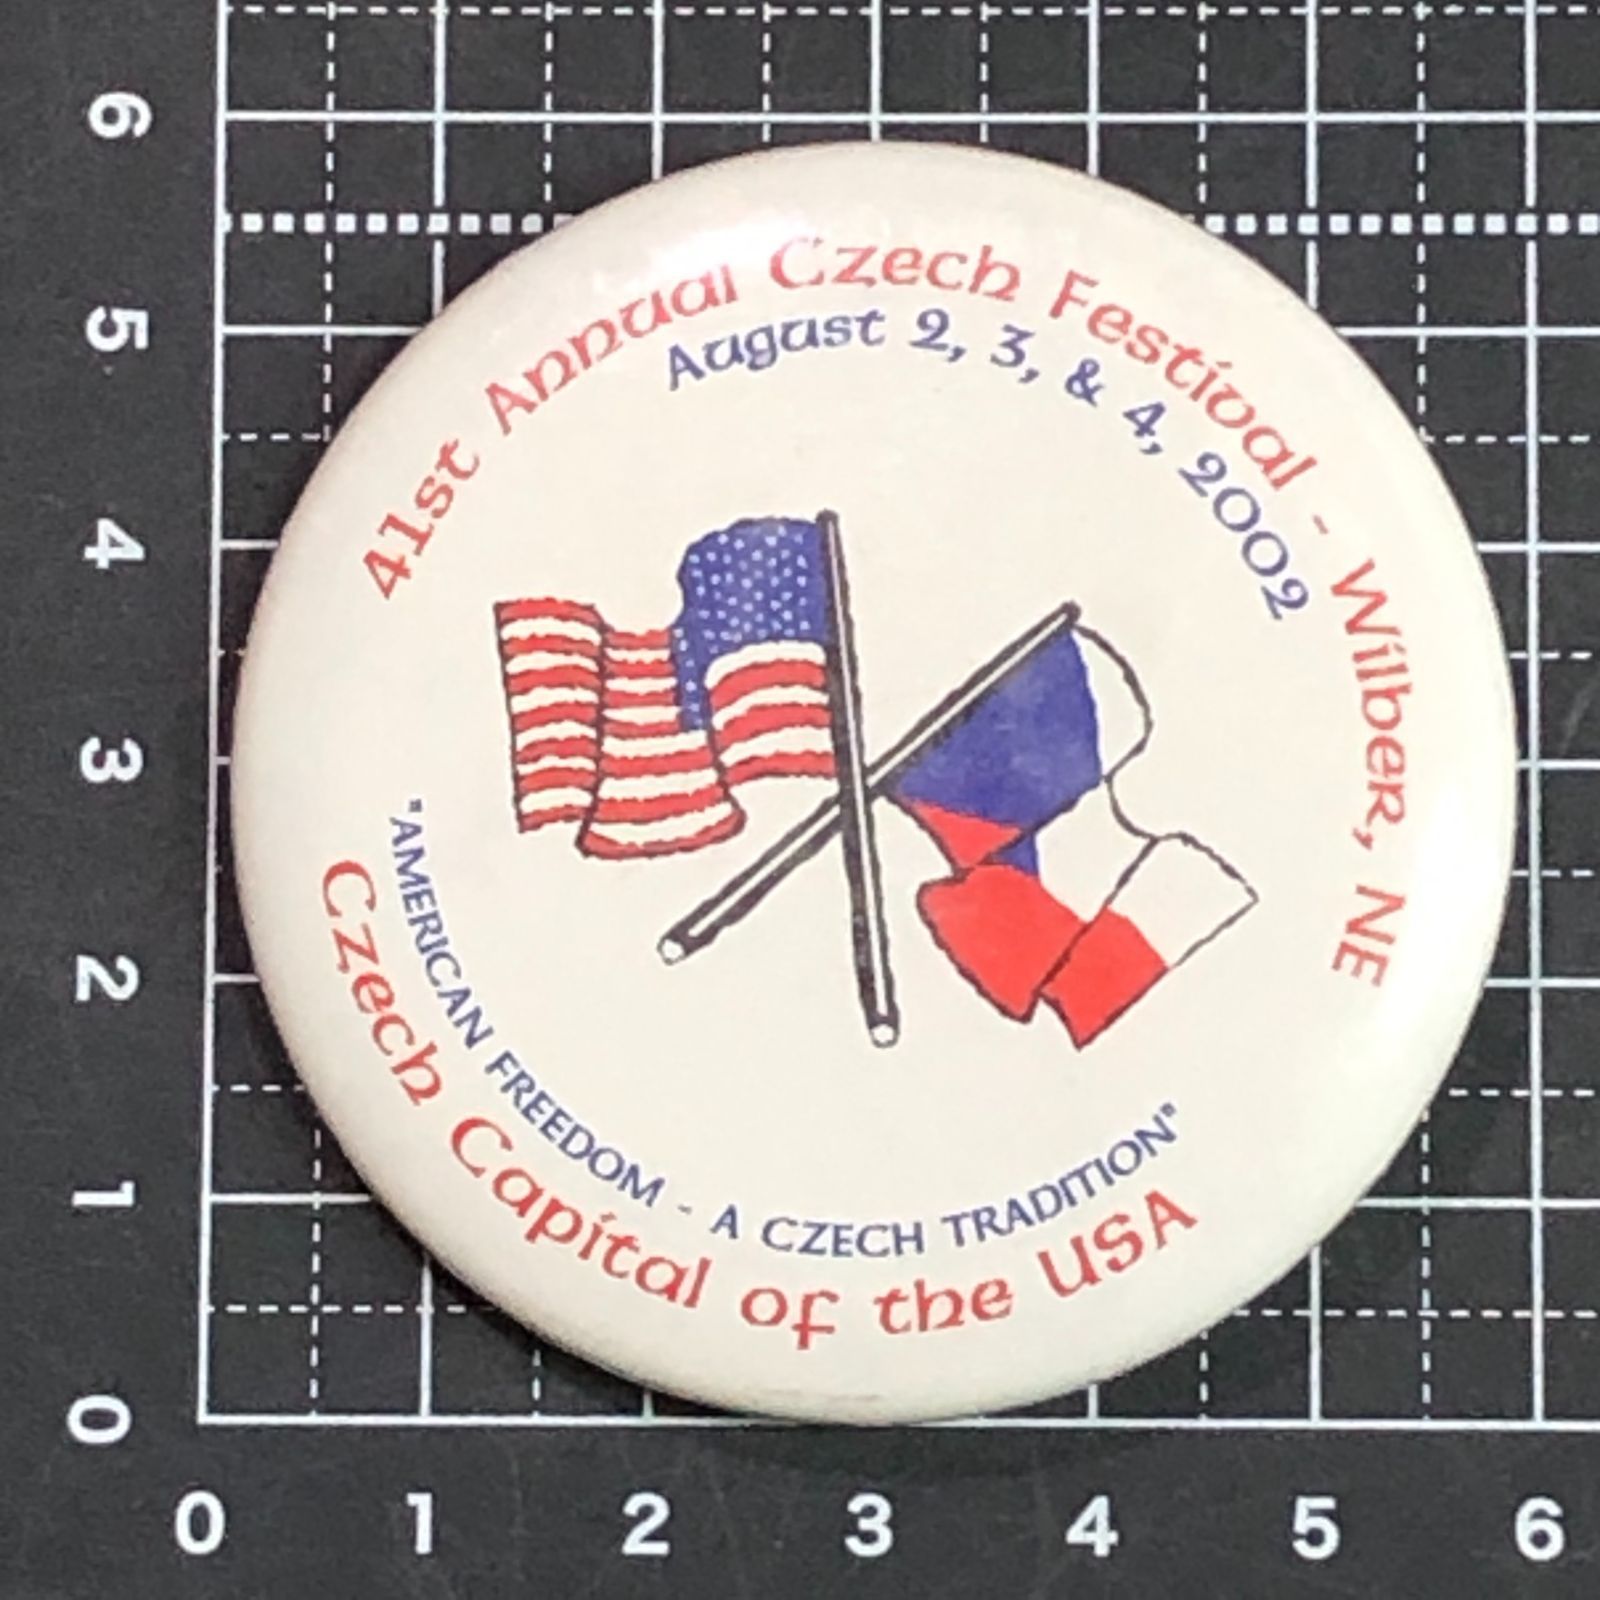 41st Annual Czech Festival - Wilber, NE
August 2, 3, & 4, 2002
"AMERICAN FREEDOM - A CZECH TRADITION"
Czech Capital of the USA
6
5
4
3
2
1
0
0 1 2 3 4 5 6